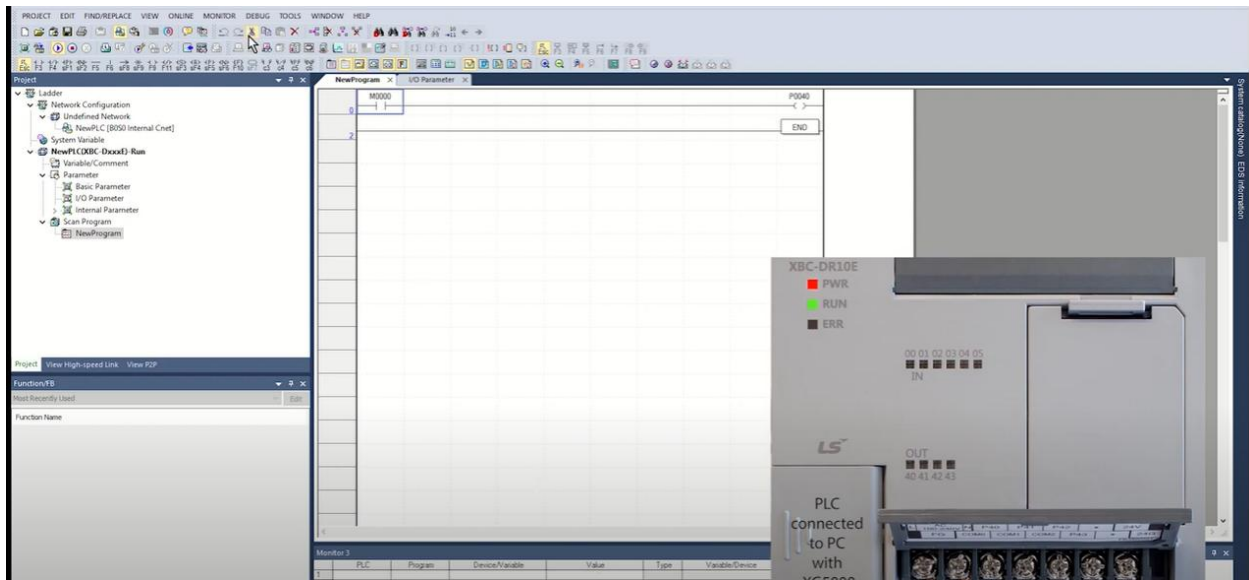 PROJECT EDIT FIND/REPLACE VIEW ONLINE MONITOR DEBUG TOOLS WINDOW HELP
Project
Ladder
Network Configuration
Undefined Network
NewPLC [B0S0 Internal Cnet]
System Variable
NewPLC(XBC-DxxxE)-Run
Variable/Comment
Parameter
Basic Parameter
I/O Parameter
Internal Parameter
Scan Program
NewProgram
Project View High-speed Link View P2P
Function/FB
Most Recently Used Edit
Function Name
NewProgram × I/O Parameter ×
M0000 P0040
0
END
2
System catalog(None) EDS information
XBC-DR10E
PWR
RUN
ERR
00 01 02 03 04 05
IN
LS
OUT
40 41 42 43
PLC
connected
to PC
with
Monitor 3
PLC Program Device/Variable Value Type Variable/Device
1